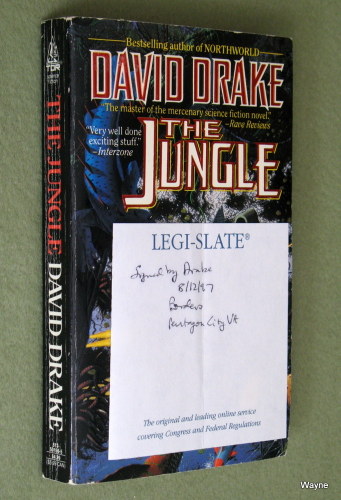 Bestselling author of NORTHWORLD
DAVID DRAKE
"The master of the mercenary science fiction novel."
-Rave Reviews
"Very well done
exciting stuff."
-Interzone
THE
JUNGLE
LEGI-SLATE®
Signed by Drake
8/12/97
Borders
Pentagon City VA
The original and leading online service
covering Congress and Federal Regulations
TOR
THE JUNGLE DAVID DRAKE
Wayne